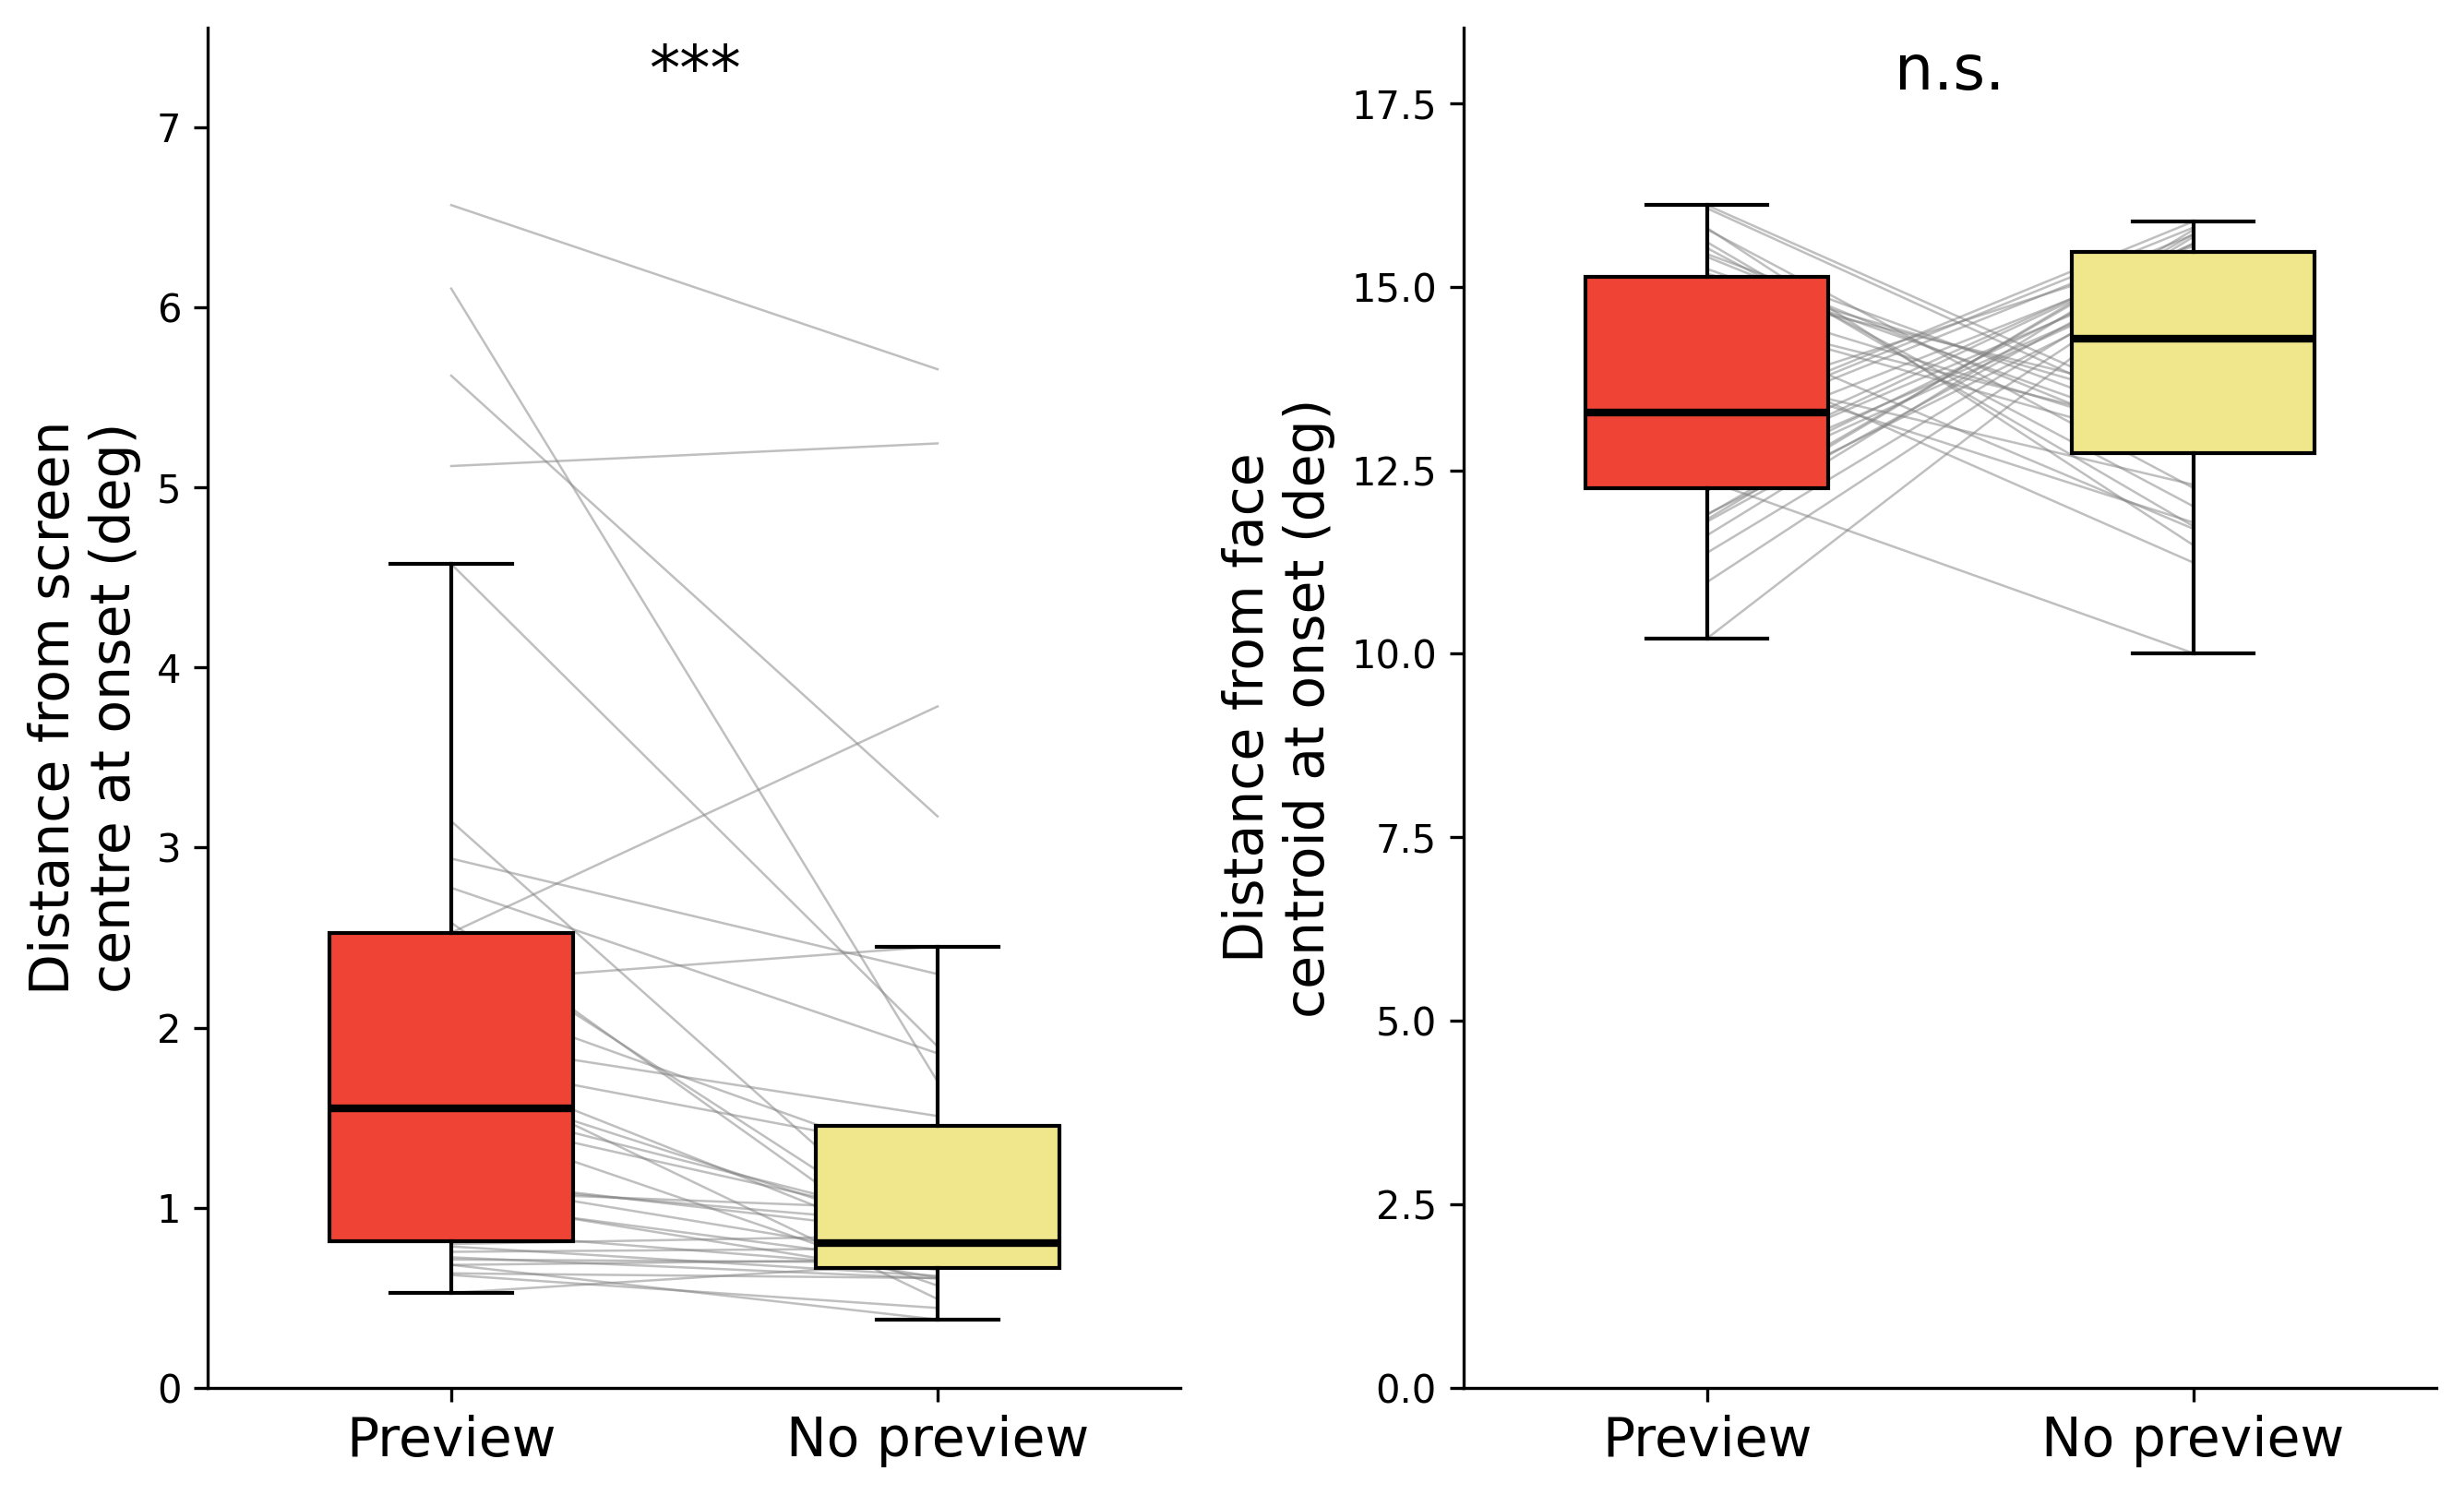 ***
Distance from screen
centre at onset (deg)
7
6
5
4
3
2
1
0
Preview
No preview
n.s.
Distance from face
centroid at onset (deg)
17.5
15.0
12.5
10.0
7.5
5.0
2.5
0.0
Preview
No preview